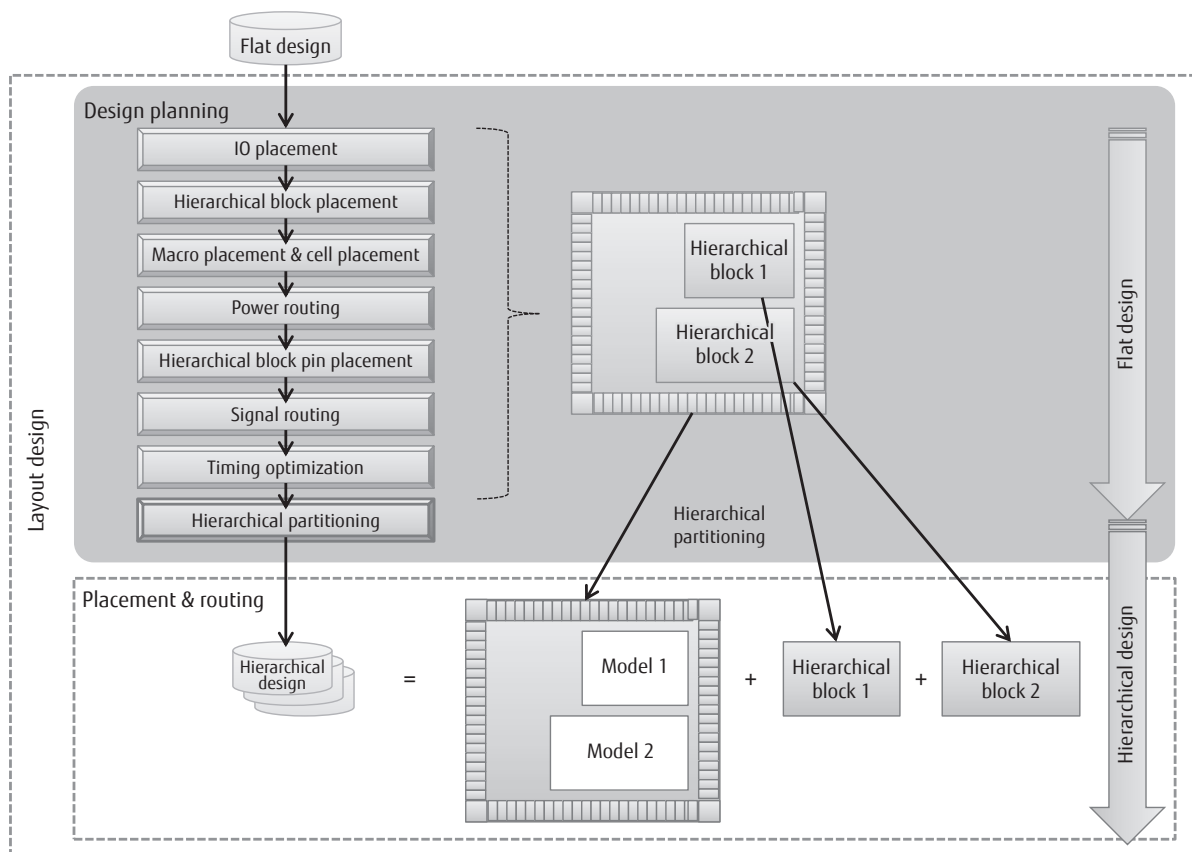 Flat design
Design planning
IO placement
Hierarchical block placement
Macro placement & cell placement
Power routing
Hierarchical block pin placement
Signal routing
Timing optimization
Hierarchical partitioning
Hierarchical
block 1
Hierarchical
block 2
Flat design
Layout design
Hierarchical
partitioning
Placement & routing
Hierarchical
design
=
Model 1
Model 2
+
Hierarchical
block 1
+
Hierarchical
block 2
Hierarchical design